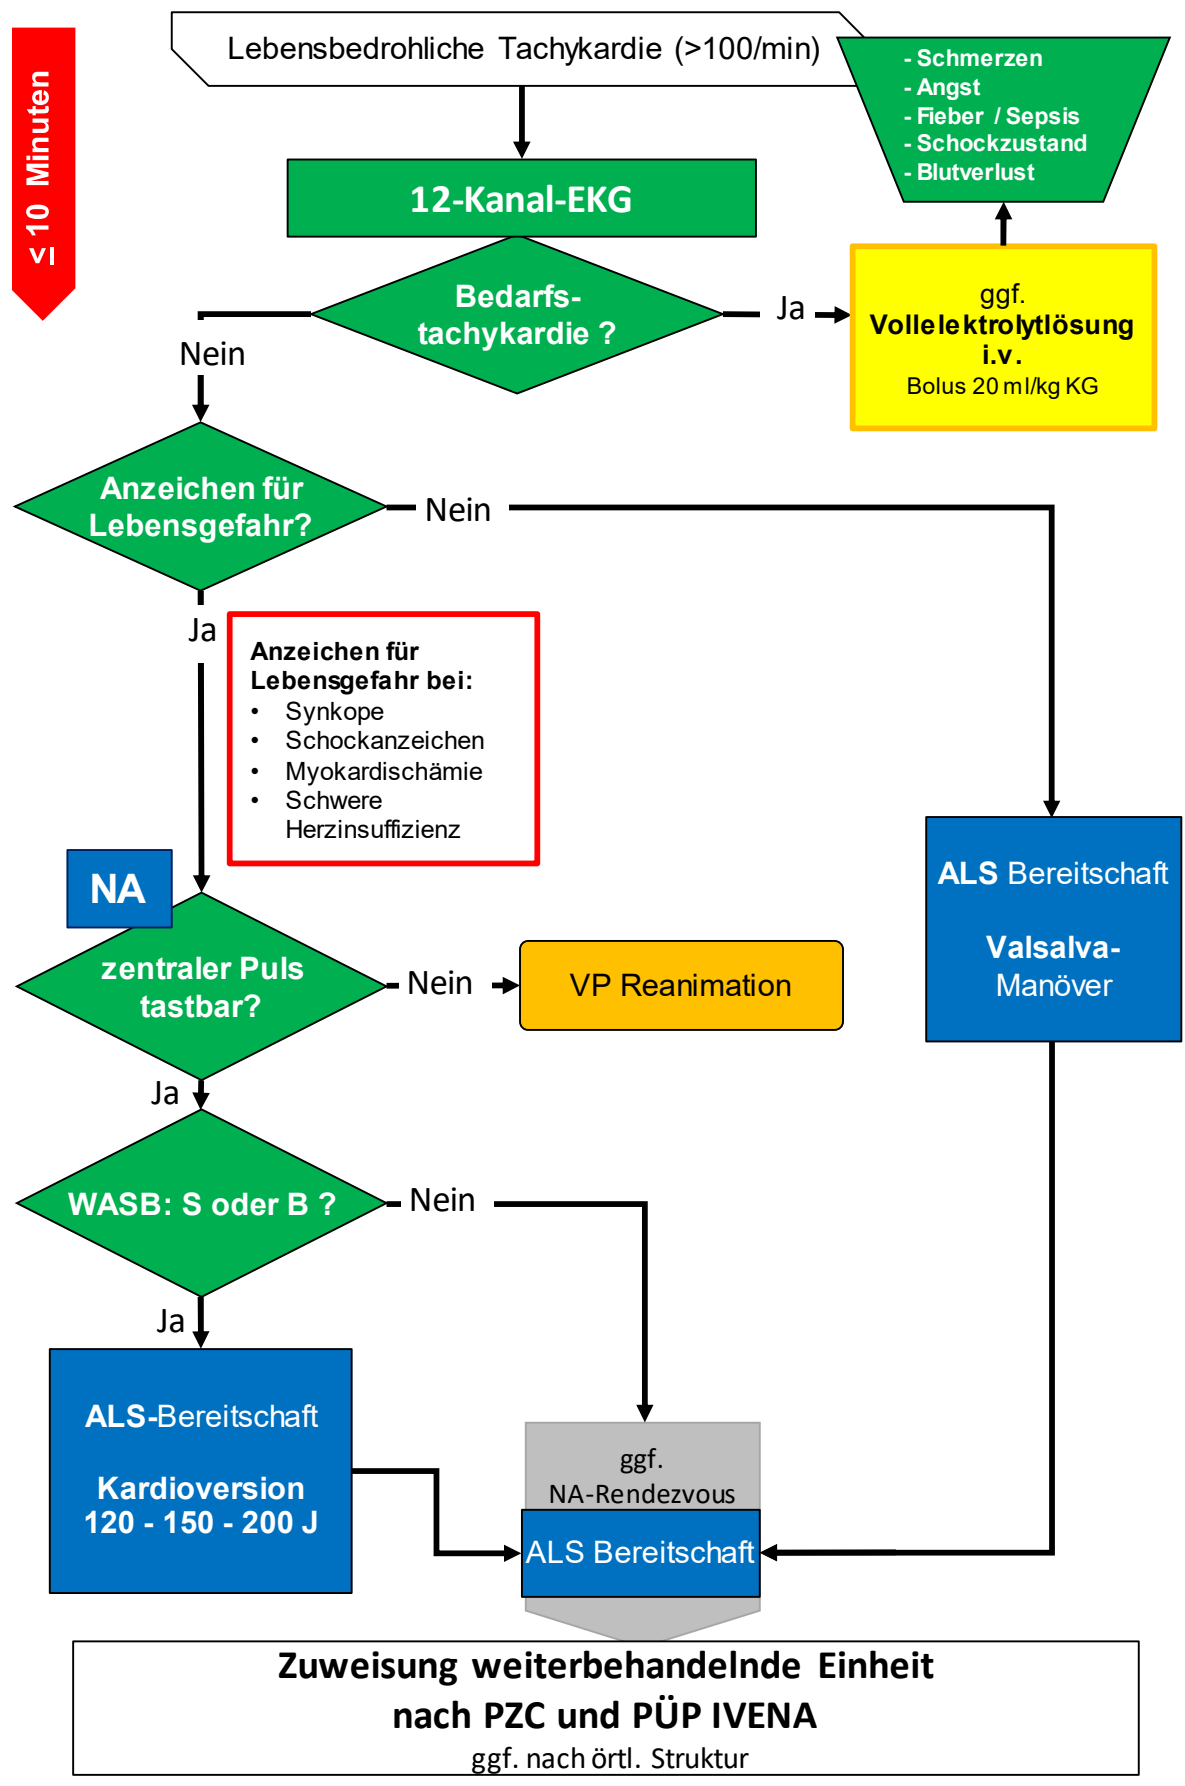 ≤ 10 Minuten
Lebensbedrohliche Tachykardie (>100/min)
- Schmerzen
- Angst
- Fieber / Sepsis
- Schockzustand
- Blutverlust
12-Kanal-EKG
Bedarfs-
tachykardie ?
Ja
ggf.
Vollelektrolytlösung
i.v.
Bolus 20 ml/kg KG
Nein
Anzeichen für
Lebensgefahr?
Nein
Ja
Anzeichen für
Lebensgefahr bei:
• Synkope
• Schockanzeichen
• Myokardischämie
• Schwere
Herzinsuffizienz
NA
zentraler Puls
tastbar?
Nein
VP Reanimation
ALS Bereitschaft
Valsalva-
Manöver
Ja
WASB: S oder B ?
Nein
Ja
ALS-Bereitschaft
Kardioversion
120 - 150 - 200 J
ggf.
NA-Rendezvous
ALS Bereitschaft
Zuweisung weiterbehandelnde Einheit
nach PZC und PÜP IVENA
ggf. nach örtl. Struktur